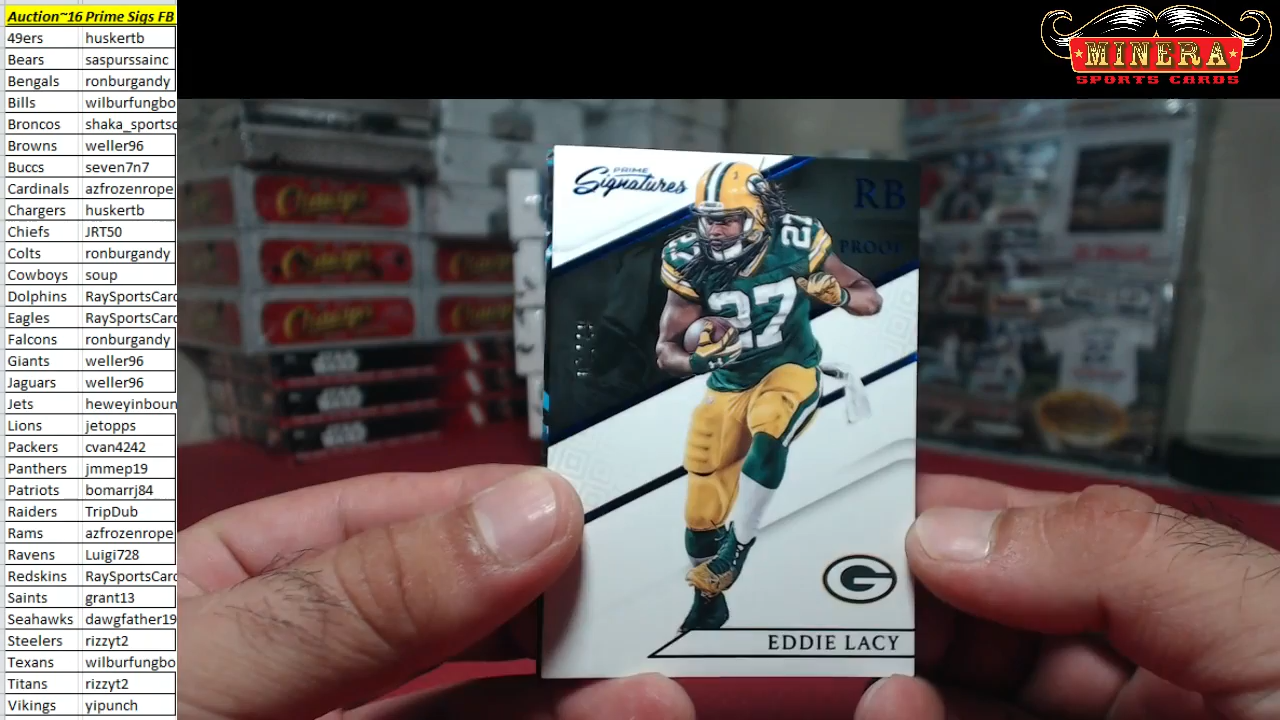 Auction~16 Prime Sigs FB
49ers huskertb
Bears saspurssainc
Bengals ronburgandy
Bills wilburfungbo
Broncos shaka_sportsc
Browns weller96
Buccs seven7n7
Cardinals azfrozenrope
Chargers huskertb
Chiefs JRT50
Colts ronburgandy
Cowboys soup
Dolphins RaySportsCard
Eagles RaySportsCard
Falcons ronburgandy
Giants weller96
Jaguars weller96
Jets heweyinboun
Lions jetopps
Packers cvan4242
Panthers jmmep19
Patriots bomarrj84
Raiders TripDub
Rams azfrozenrope
Ravens Luigi728
Redskins RaySportsCard
Saints grant13
Seahawks dawgfather19
Steelers rizzyt2
Texans wilburfungbo
Titans rizzyt2
Vikings yipunch
MINERA
SPORTS CARDS
PRIME
Signatures
RB
PROOF
27
27
27
G
EDDIE LACY